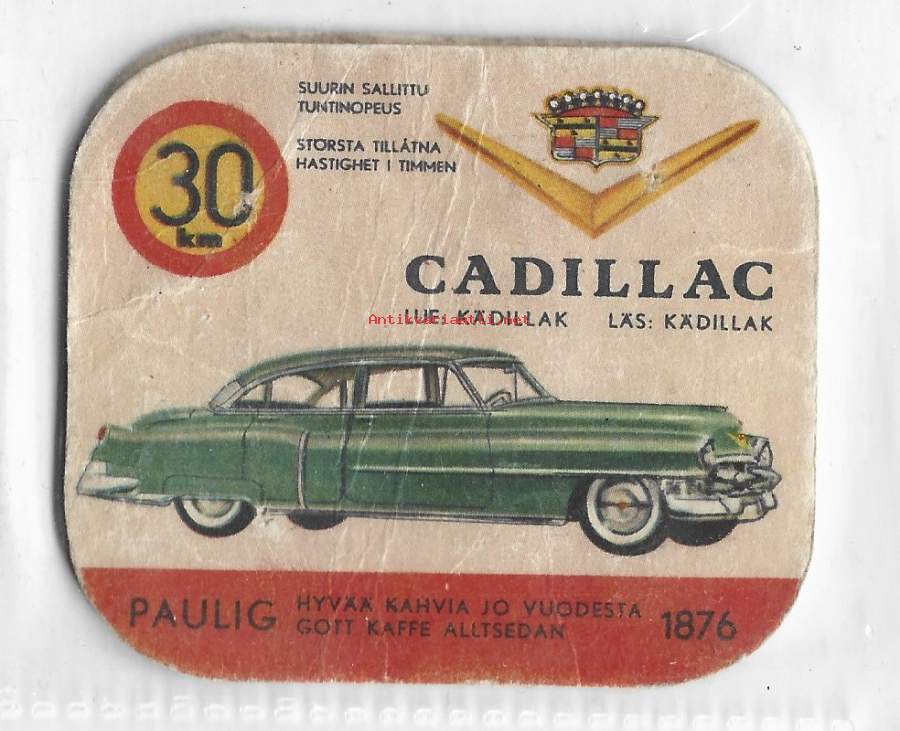 SUURIN SALLITTU
TUNTINOPEUS
STÖRSTA TILLÅTNA
HASTIGHET I TIMMEN
30
km
CADILLAC
LUE: KÄDILLAK LÄS: KÄDILLAK
Antikvariaatti.net
PAULIG HYVÄÄ KAHVIA JO VUODESTA 1876
GOTT KAFFE ALLTSEDAN